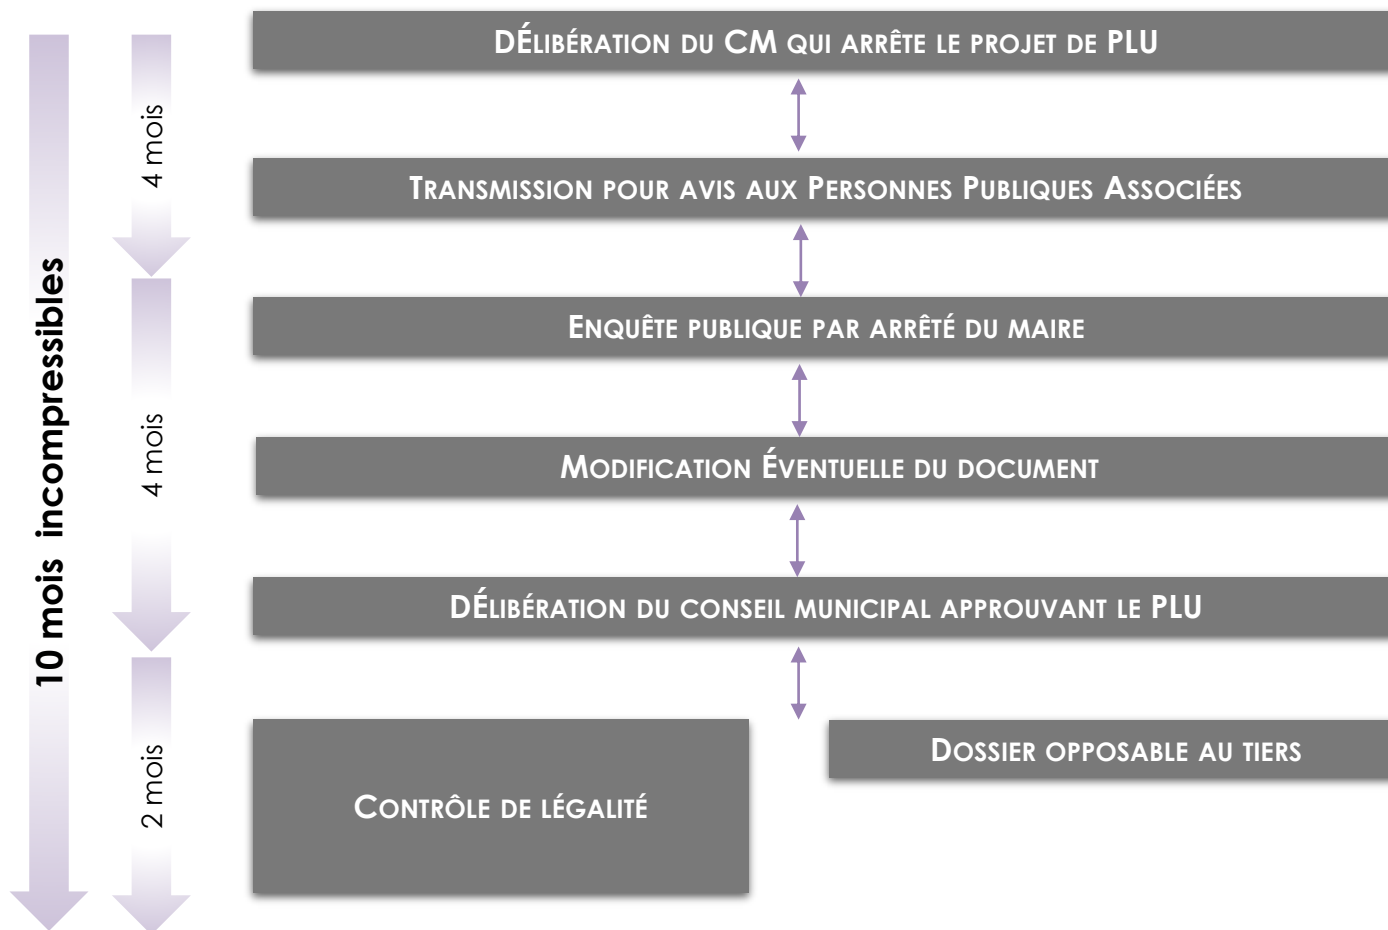 DÉLIBÉRATION DU CM QUI ARRÊTE LE PROJET DE PLU
4 mois
TRANSMISSION POUR AVIS AUX PERSONNES PUBLIQUES ASSOCIÉES
10 mois incompressibles
ENQUÊTE PUBLIQUE PAR ARRÊTÉ DU MAIRE
4 mois
MODIFICATION ÉVENTUELLE DU DOCUMENT
DÉLIBÉRATION DU CONSEIL MUNICIPAL APPROUVANT LE PLU
2 mois
CONTRÔLE DE LÉGALITÉ
DOSSIER OPPOSABLE AU TIERS